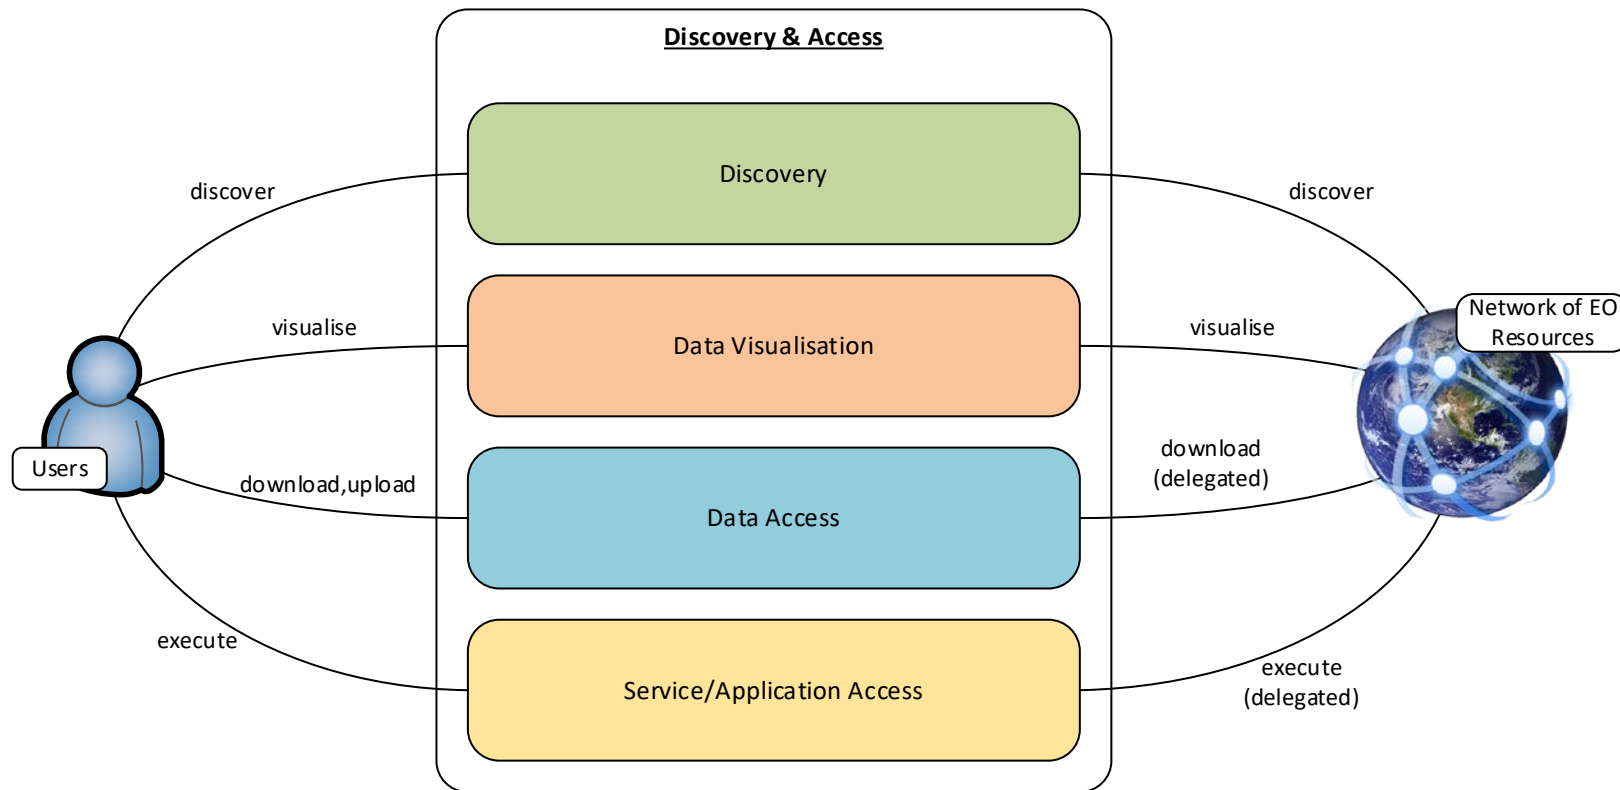 Discovery & Access
Discovery
discover
discover
Network of EO
Resources
visualise
Data Visualisation
visualise
Users
download,upload
Data Access
download
(delegated)
execute
Service/Application Access
execute
(delegated)